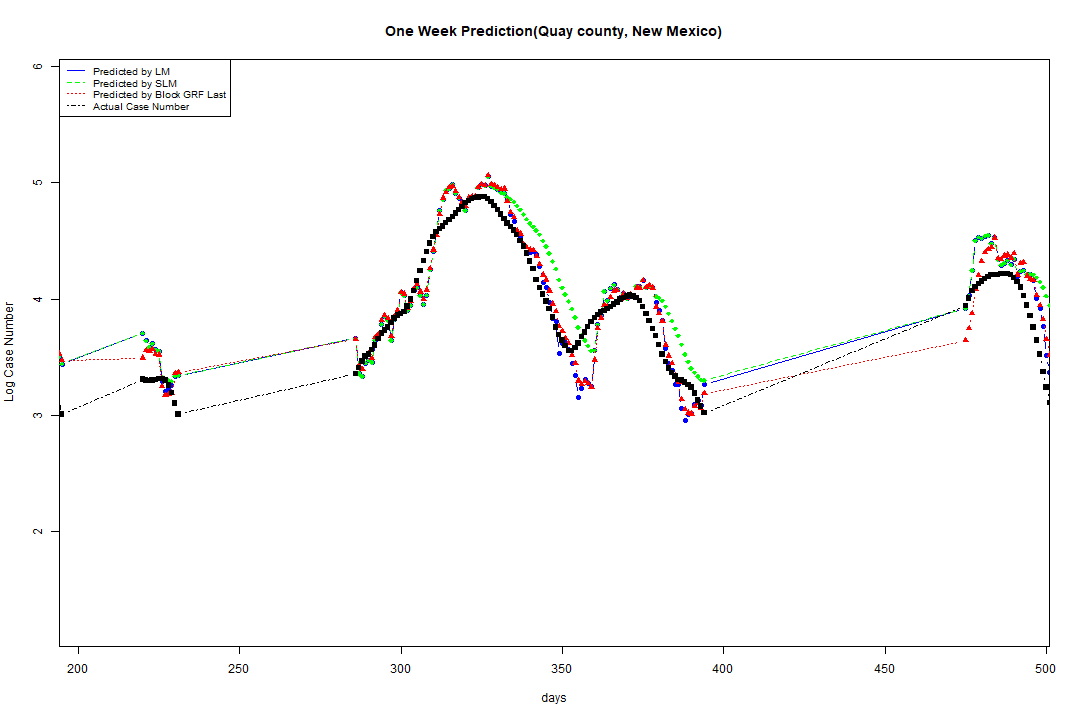 One Week Prediction(Quay county, New Mexico)
Predicted by LM
Predicted by SLM
Predicted by Block GRF Last
Actual Case Number
Log Case Number
6
5
4
3
2
200 250 300 350 400 450 500
days